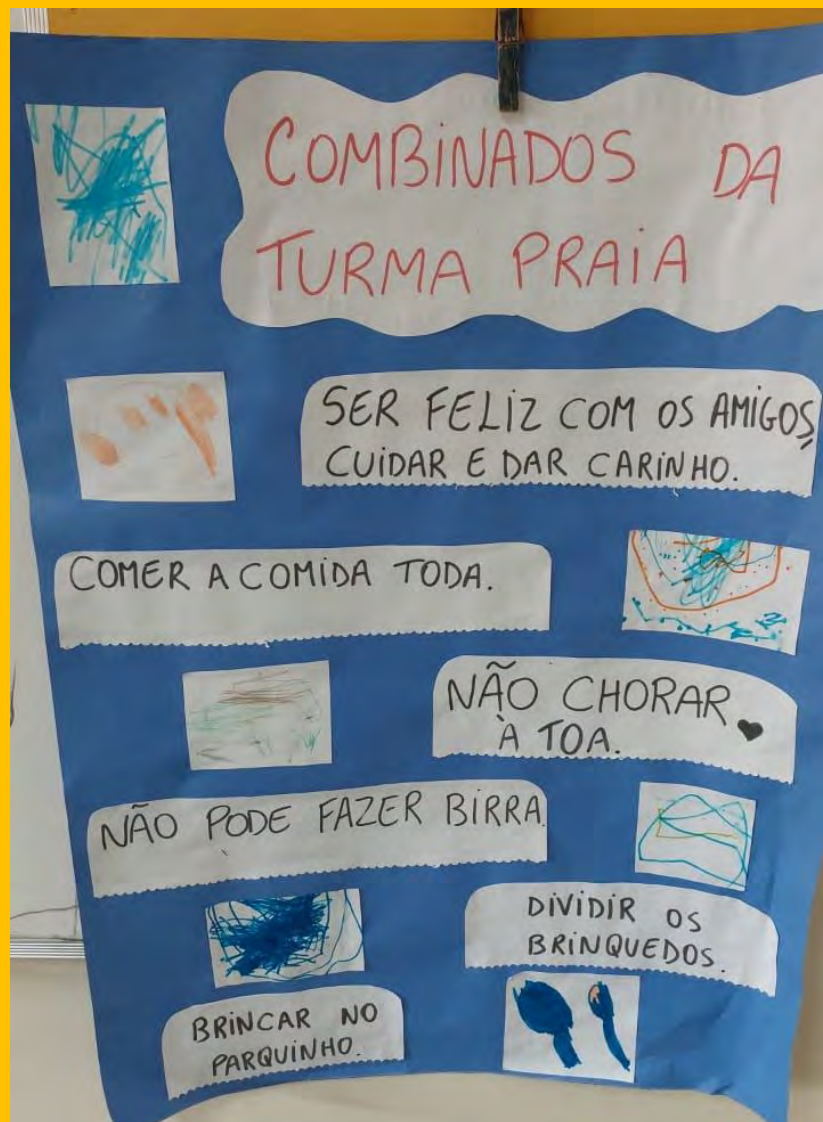 COMBINADOS DA
TURMA PRAIA
SER FELIZ COM OS AMIGOS,
CUIDAR E DAR CARINHO.
COMER A COMIDA TODA.
NÃO CHORAR
À TOA.
NÃO PODE FAZER BIRRA.
DIVIDIR OS
BRINQUEDOS.
BRINCAR NO
PARQUINHO.